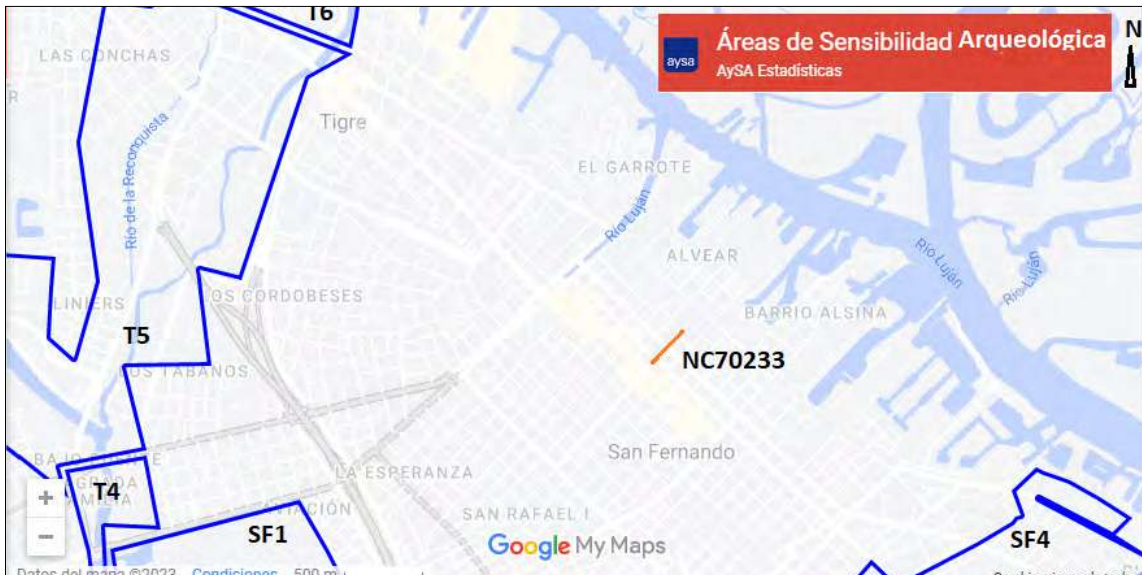 T6
N
Áreas de Sensibilidad Arqueológica
aysa
AySA Estadísticas
LAS CONCHAS
R
Tigre
Río de la Reconquista
EL GARROTE
Río Luján
ALVEAR
Río Luján
Río Luján
LINIERS
LOS CORDOBESES
BARRIO ALSINA
T5
NC70233
LOS TABANOS
San Fernando
LA ESPERANZA
T4
SAN RAFAEL I
AVIACIÓN
SF1
SF4
+
−
Google My Maps
Datos del mapa ©2023
Condiciones
500 m